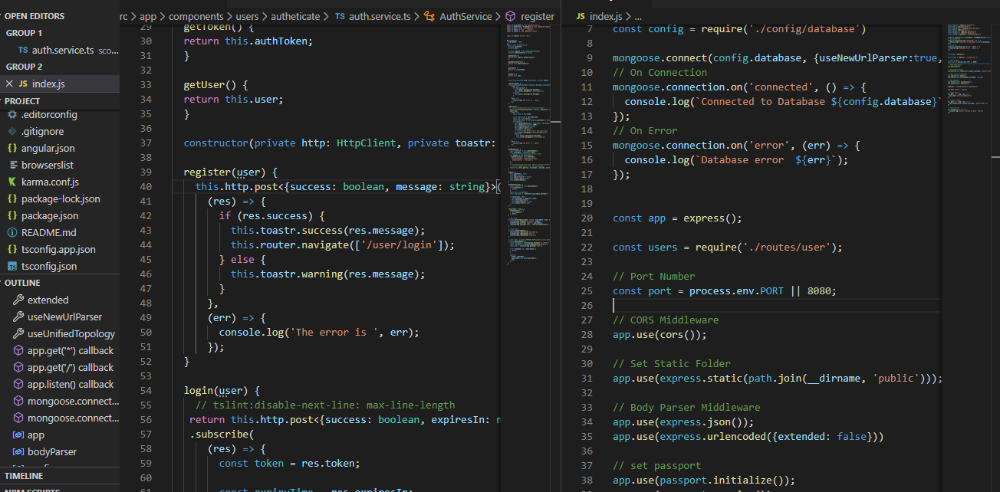 OPEN EDITORS
GROUP 1
TS auth.service.ts sco...
GROUP 2
JS index.js
PROJECT
.editorconfig
.gitignore
{} angular.json
browserslist
karma.conf.js
{} package-lock.json
{} package.json
README.md
{} tsconfig.app.json
TS tsconfig.json
OUTLINE
extended
useNewUrlParser
useUnifiedTopology
app.get('*') callback
app.get('/') callback
app.listen() callback
mongoose.connect...
mongoose.connect...
app
bodyParser
TIMELINE
NPM SCRIPTS
rc > app > components > users > autheticate > TS auth.service.ts > AuthService > register
29 getToken() {
30 return this.authToken;
31 }
32
33 getUser() {
34 return this.user;
35 }
36
37 constructor(private http: HttpClient, private toastr:
38
39 register(user) {
40 this.http.post<{success: boolean, message: string}>(
41 (res) => {
42 if (res.success) {
43 this.toastr.success(res.message);
44 this.router.navigate(['/user/login']);
45 } else {
46 this.toastr.warning(res.message);
47 }
48 },
49 (err) => {
50 console.log('The error is ', err);
51 });
52 }
53
54 login(user) {
55 // tslint:disable-next-line: max-line-length
56 return this.http.post<{success: boolean, expiresIn: n
57 .subscribe(
58 (res) => {
59 const token = res.token;
60
61 const expiryTime = res.expiresIn;
JS index.js > ...
7 const config = require('./config/database')
8
9 mongoose.connect(config.database, {useNewUrlParser:true,
10 // On Connection
11 mongoose.connection.on('connected', () => {
12 console.log(`Connected to Database ${config.database}`
13 });
14 // On Error
15 mongoose.connection.on('error', (err) => {
16 console.log(`Database error  ${err}`);
17 });
18
19
20 const app = express();
21
22 const users = require('./routes/user');
23
24 // Port Number
25 const port = process.env.PORT || 8080;
26
27 // CORS Middleware
28 app.use(cors());
29
30 // Set Static Folder
31 app.use(express.static(path.join(__dirname, 'public')));
32
33 // Body Parser Middleware
34 app.use(express.json());
35 app.use(express.urlencoded({extended: false}))
36
37 // set passport
38 app.use(passport.initialize());